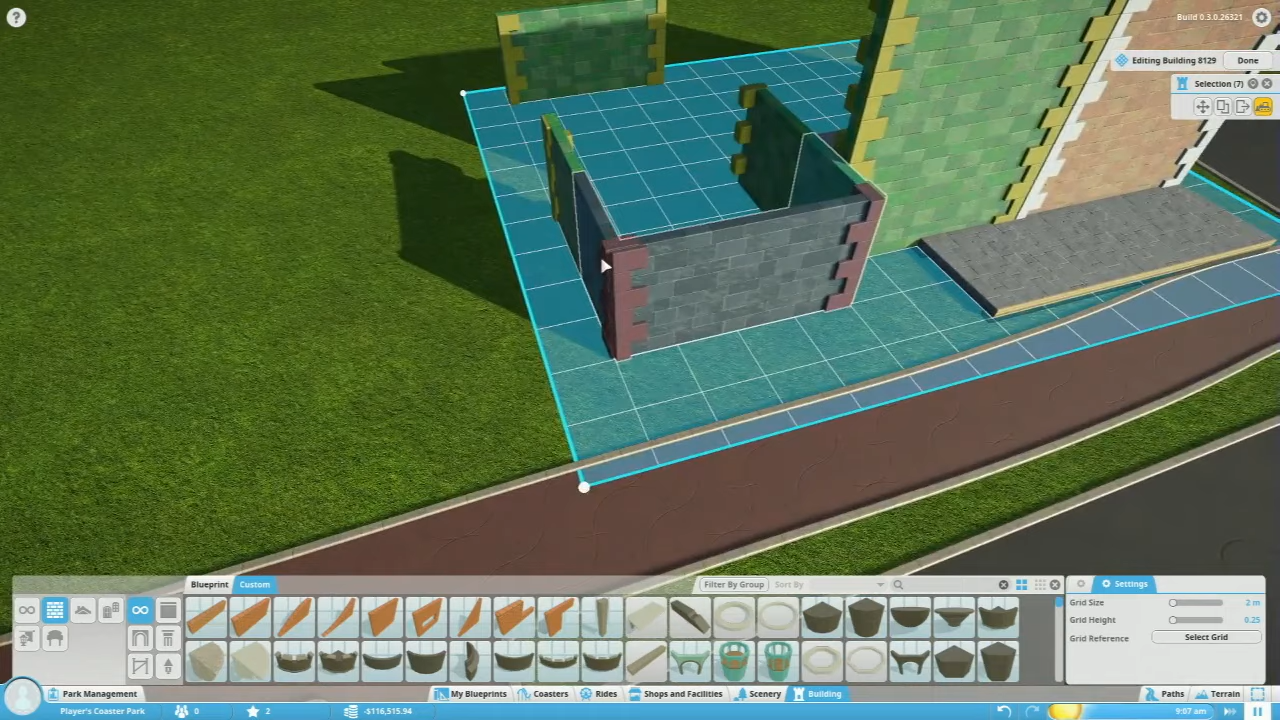 ?
Build 0.3.0.26321
Editing Building 8129
Done
Selection (7)
Blueprint
Custom
Filter By Group
Sort By
Settings
Grid Size
2 m
Grid Height
0.25
Grid Reference
Select Grid
Park Management
My Blueprints
Coasters
Rides
Shops and Facilities
Scenery
Building
Paths
Terrain
Player's Coaster Park
0
2
-$116,515.94
9:07 am